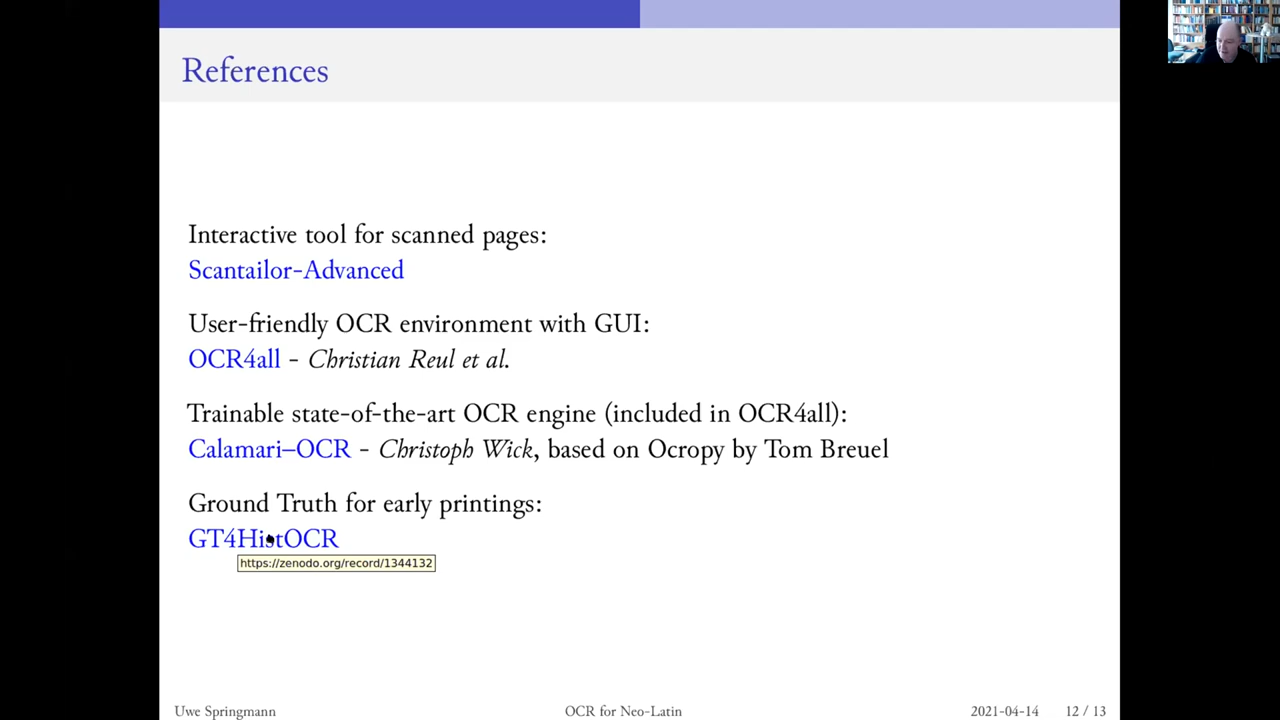 References
Interactive tool for scanned pages:
Scantailor-Advanced
User-friendly OCR environment with GUI:
OCR4all - Christian Reul et al.
Trainable state-of-the-art OCR engine (included in OCR4all):
Calamari–OCR - Christoph Wick, based on Ocropy by Tom Breuel
Ground Truth for early printings:
GT4HistOCR
https://zenodo.org/record/1344132
Uwe Springmann OCR for Neo-Latin 2021-04-14 12 / 13